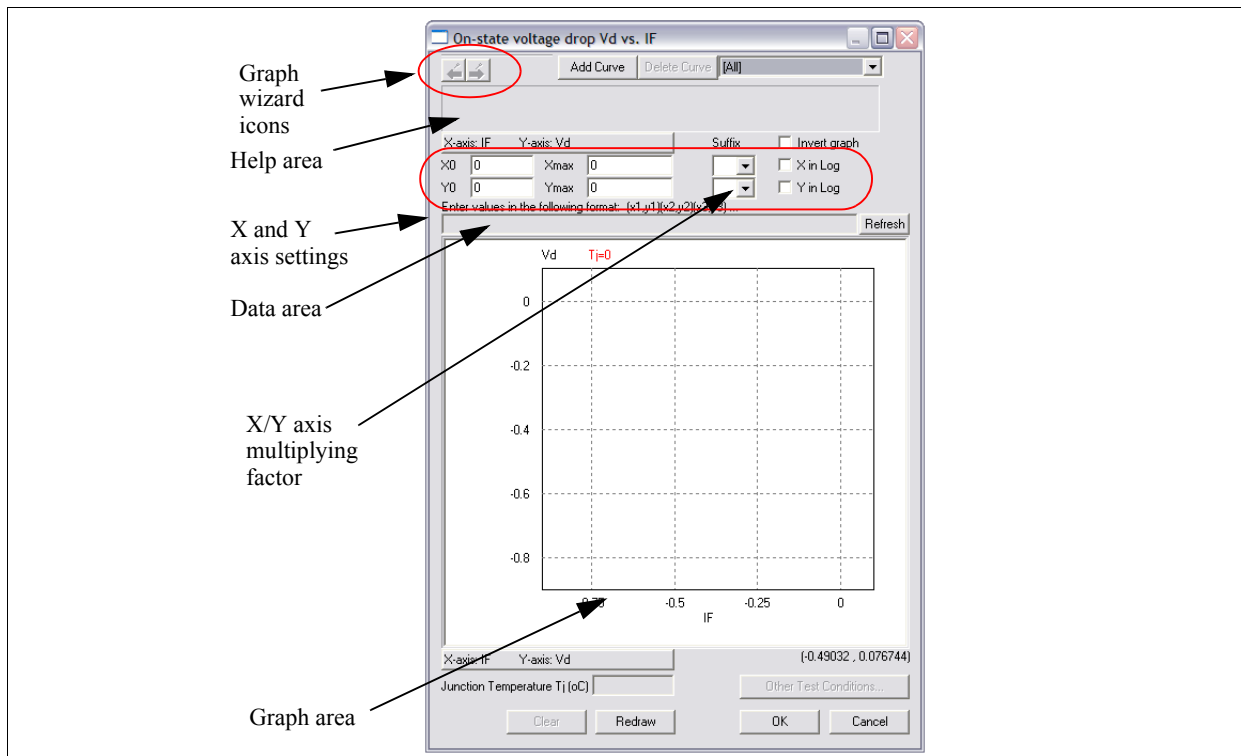 On-state voltage drop Vd vs. IF
Graph
wizard
icons
Add Curve
Delete Curve
[All]
Help area
X-axis: IF Y-axis: Vd
Suffix
Invert graph
X0 0 Xmax 0
X in Log
Y0 0 Ymax 0
Y in Log
Enter values in the following format: (x1,y1)(x2,y2)(x3,y3) ...
X and Y
axis settings
Refresh
Data area
Vd Tj=0
0
-0.2
-0.4
-0.6
-0.8
X/Y axis
multiplying
factor
-0.75 -0.5 -0.25 0
IF
X-axis: IF Y-axis: Vd
(-0.49032 , 0.076744)
Junction Temperature Tj (oC)
Other Test Conditions...
Graph area
Clear
Redraw
OK
Cancel